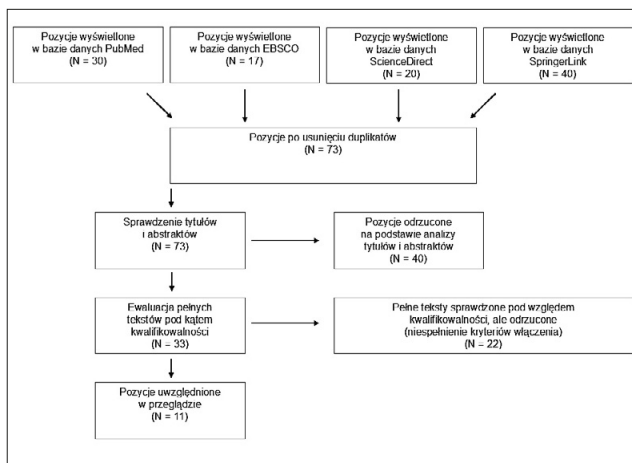 Pozycje wyświetlone
w bazie danych PubMed
(N = 30)
Pozycje wyświetlone
w bazie danych EBSCO
(N = 17)
Pozycje wyświetlone
w bazie danych
ScienceDirect
(N = 20)
Pozycje wyświetlone
w bazie danych
SpringerLink
(N = 40)
Pozycje po usunięciu duplikatów
(N = 73)
Sprawdzenie tytułów
i abstraktów
(N = 73)
Pozycje odrzucone
na podstawie analizy
tytułów i abstraktów
(N = 40)
Ewaluacja pełnych
tekstów pod kątem
kwalifikowalności
(N = 33)
Pełne teksty sprawdzone pod względem
kwalifikowalności, ale odrzucone
(niespełnienie kryteriów włączenia)
(N = 22)
Pozycje uwzględnione
w przeglądzie
(N = 11)